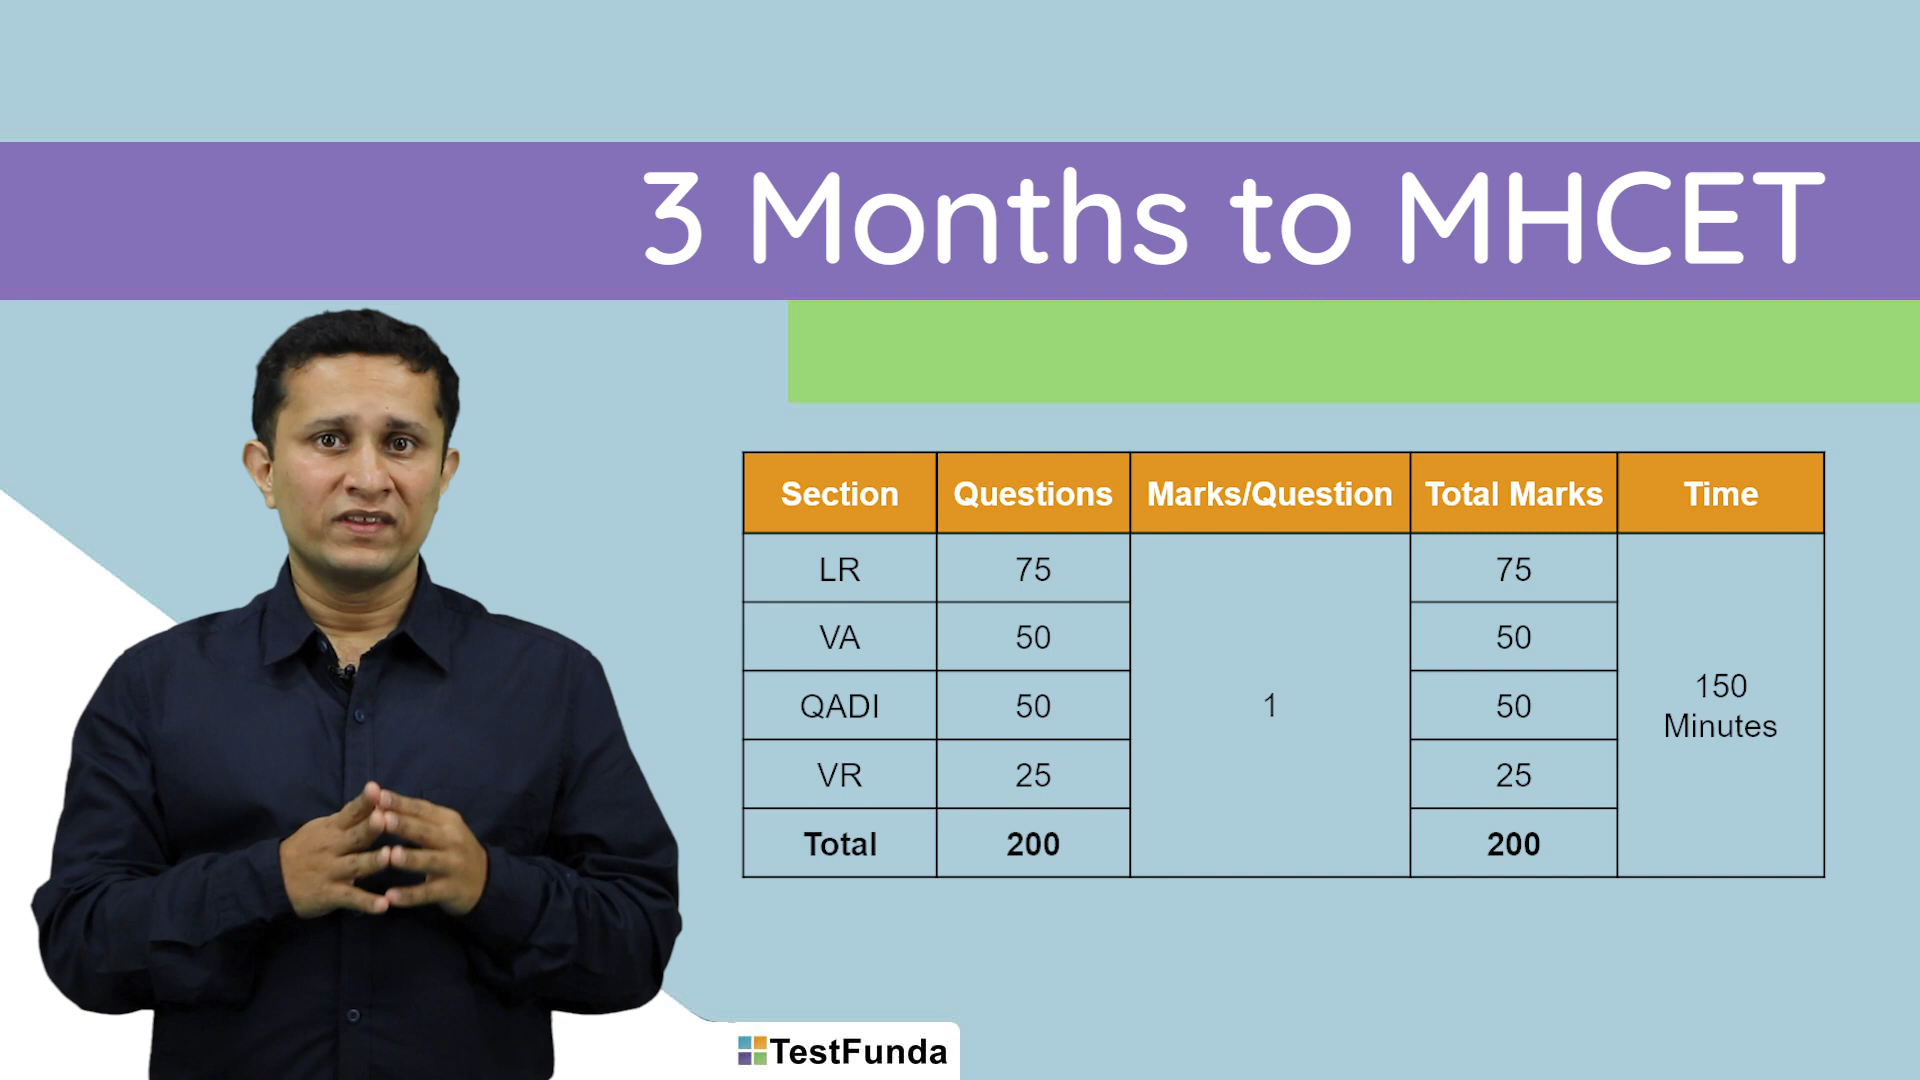 3 Months to MHCET
Section Questions Marks/Question Total Marks Time
LR 75 75
VA 50 50
QADI 50 1 50 150 Minutes
VR 25 25
Total 200 200
TestFunda